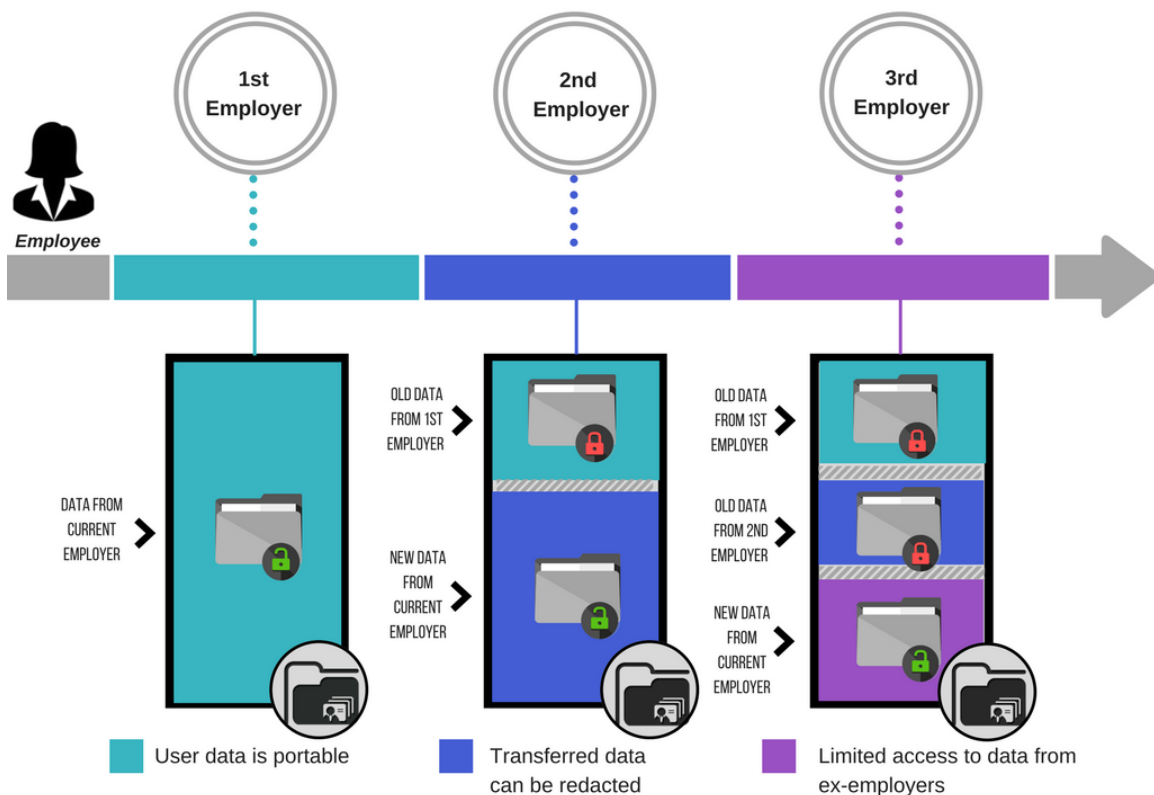 1st
Employer
2nd
Employer
3rd
Employer
Employee
DATA FROM
CURRENT
EMPLOYER
OLD DATA
FROM 1ST
EMPLOYER
NEW DATA
FROM
CURRENT
EMPLOYER
OLD DATA
FROM 1ST
EMPLOYER
OLD DATA
FROM 2ND
EMPLOYER
NEW DATA
FROM
CURRENT
EMPLOYER
User data is portable
Transferred data
can be redacted
Limited access to data from
ex-employers